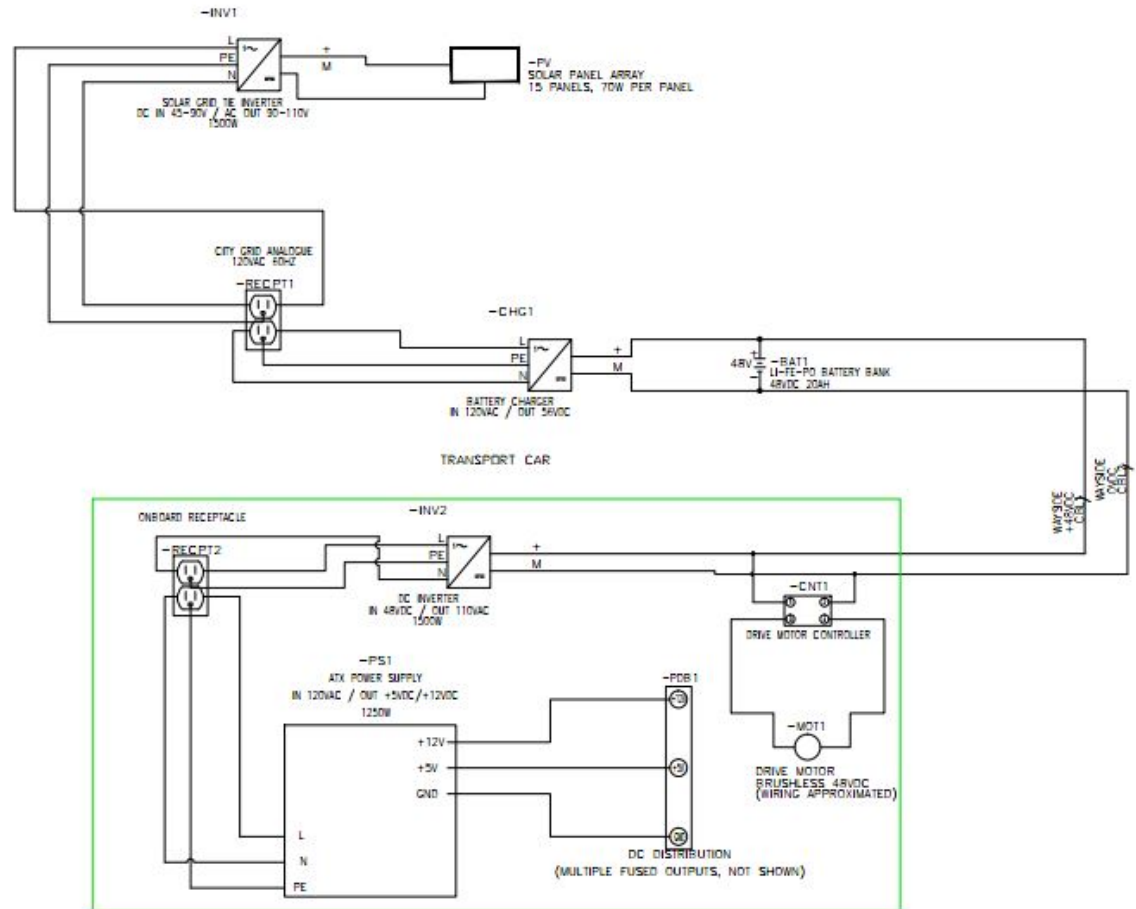 -INV1
L
PE
N
+
M
-PV
SOLAR PANEL ARRAY
15 PANELS, 70W PER PANEL
SOLAR GRID TIE INVERTER
DC IN 45-90V / AC OUT 90-110V
1500W
CITY GRID ANALOGUE
120VAC 60HZ
-RECPT1
-CHG1
L
PE
N
+
M
48V
+
-
-BAT1
LI-FE-PO BATTERY BANK
48VDC 20AH
BATTERY CHARGER
IN 120VAC / OUT 56VDC
TRANSPORT CAR
WAYSIDE
+48VDC
CBL1
WAYSIDE
0VDC
CBL2
ONBOARD RECEPTACLE
-INV2
-RECPT2
L
PE
N
+
M
DC INVERTER
IN 48VDC / OUT 110VAC
1500W
-CNT1
DRIVE MOTOR CONTROLLER
-PS1
ATX POWER SUPPLY
IN 120VAC / OUT +5VDC/+12VDC
1250W
-PDB1
+12V
+5V
GND
L
N
PE
-MOT1
DRIVE MOTOR
BRUSHLESS 48VDC
(WIRING APPROXIMATED)
DC DISTRIBUTION
(MULTIPLE FUSED OUTPUTS, NOT SHOWN)